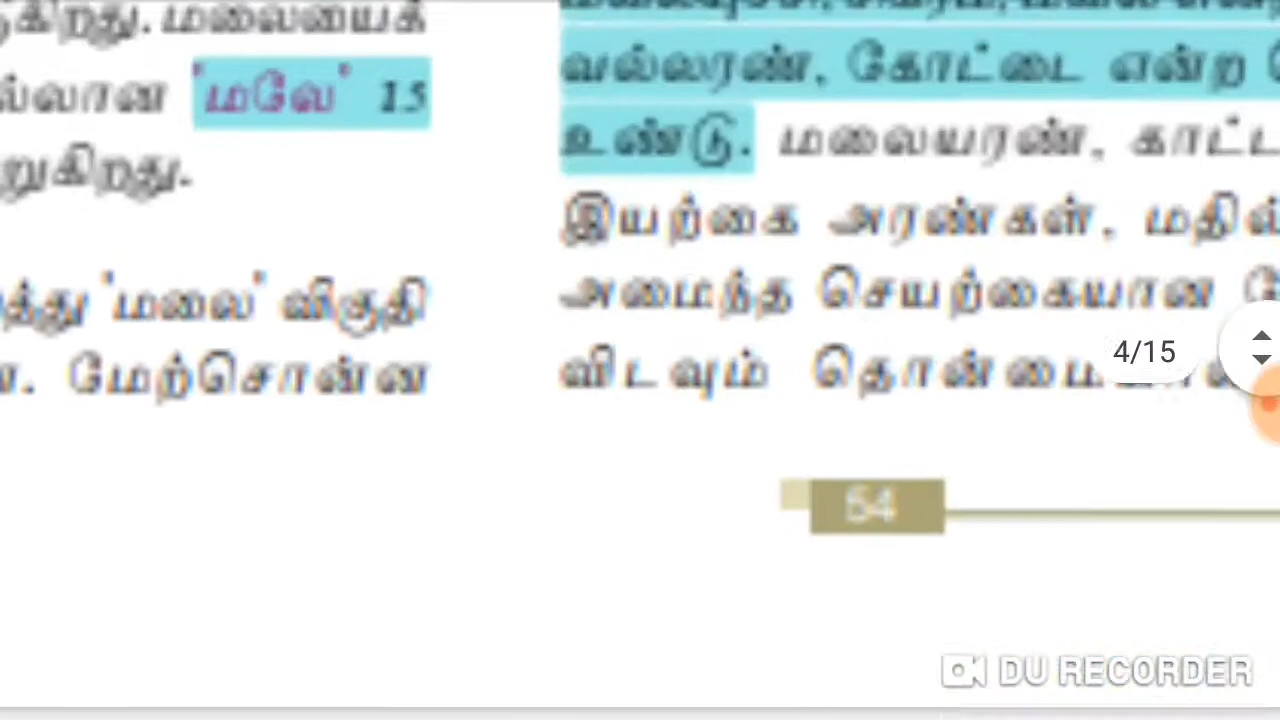 கிறது. மலையைக்
ல்லான 'மலே' 15
றுகிறது.
த்து 'மலை' விகுதி
மேற்சொன்ன
வல்லரண், கோட்டை என்ற
உண்டு. மலையரண், காட்ட
இயற்கை அரண்கள், மதில்
அமைந்த செயற்கையான
விடவும்
4/15
54
DU RECORDER